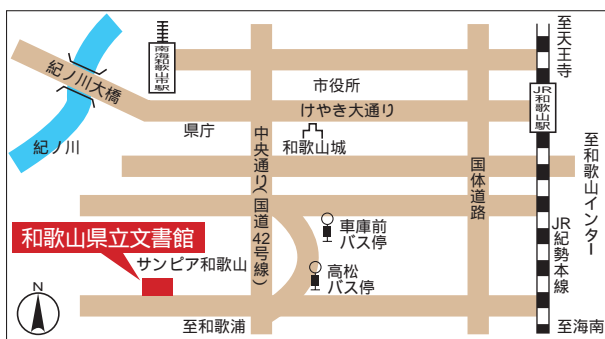 至天王寺
南海和歌山市駅
紀ノ川大橋
市役所
JR和歌山駅
けやき大通り
県庁
紀ノ川
和歌山城
中央通り(国道42号線)
国体道路
至和歌山インター
車庫前
バス停
和歌山県立文書館
サンピア和歌山
高松
バス停
JR紀勢本線
N
至和歌浦
至海南